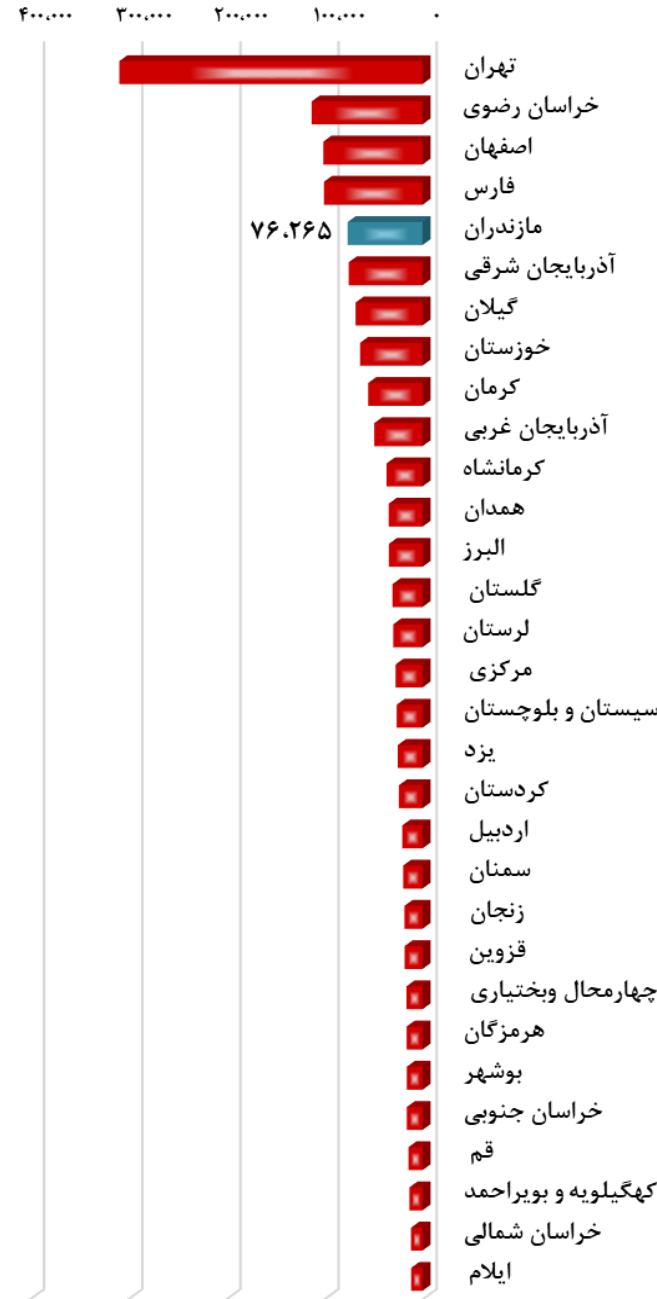 ۴۰۰،۰۰۰ ۳۰۰،۰۰۰ ۲۰۰،۰۰۰ ۱۰۰،۰۰۰ ۰
تهران
خراسان رضوی
اصفهان
فارس
مازندران ۷۶،۲۶۵
آذربایجان شرقی
گیلان
خوزستان
کرمان
آذربایجان غربی
کرمانشاه
همدان
البرز
گلستان
لرستان
مرکزی
سیستان و بلوچستان
یزد
کردستان
اردبیل
سمنان
زنجان
قزوین
چهارمحال وبختیاری
هرمزگان
بوشهر
خراسان جنوبی
قم
کهگیلویه و بویراحمد
خراسان شمالی
ایلام